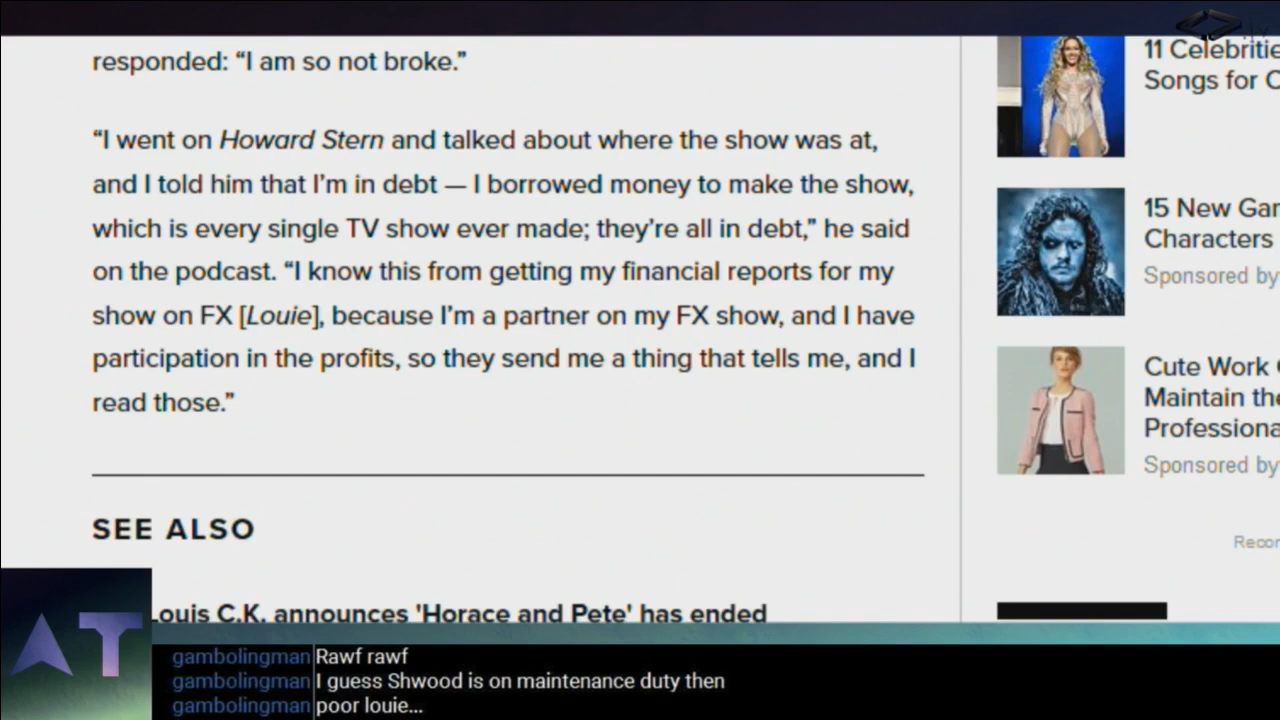 responded: “I am so not broke.”
“I went on Howard Stern and talked about where the show was at,
and I told him that I’m in debt — I borrowed money to make the show,
which is every single TV show ever made; they’re all in debt,” he said
on the podcast. “I know this from getting my financial reports for my
show on FX [Louie], because I’m a partner on my FX show, and I have
participation in the profits, so they send me a thing that tells me, and I
read those.”
SEE ALSO
Louis C.K. announces 'Horace and Pete' has ended
11 Celebritie
Songs for C
15 New Gar
Characters
Sponsored by
Cute Work
Maintain the
Professiona
Sponsored by
Recor
AT
gambolingman Rawf rawf
gambolingman I guess Shwood is on maintenance duty then
gambolingman poor louie...